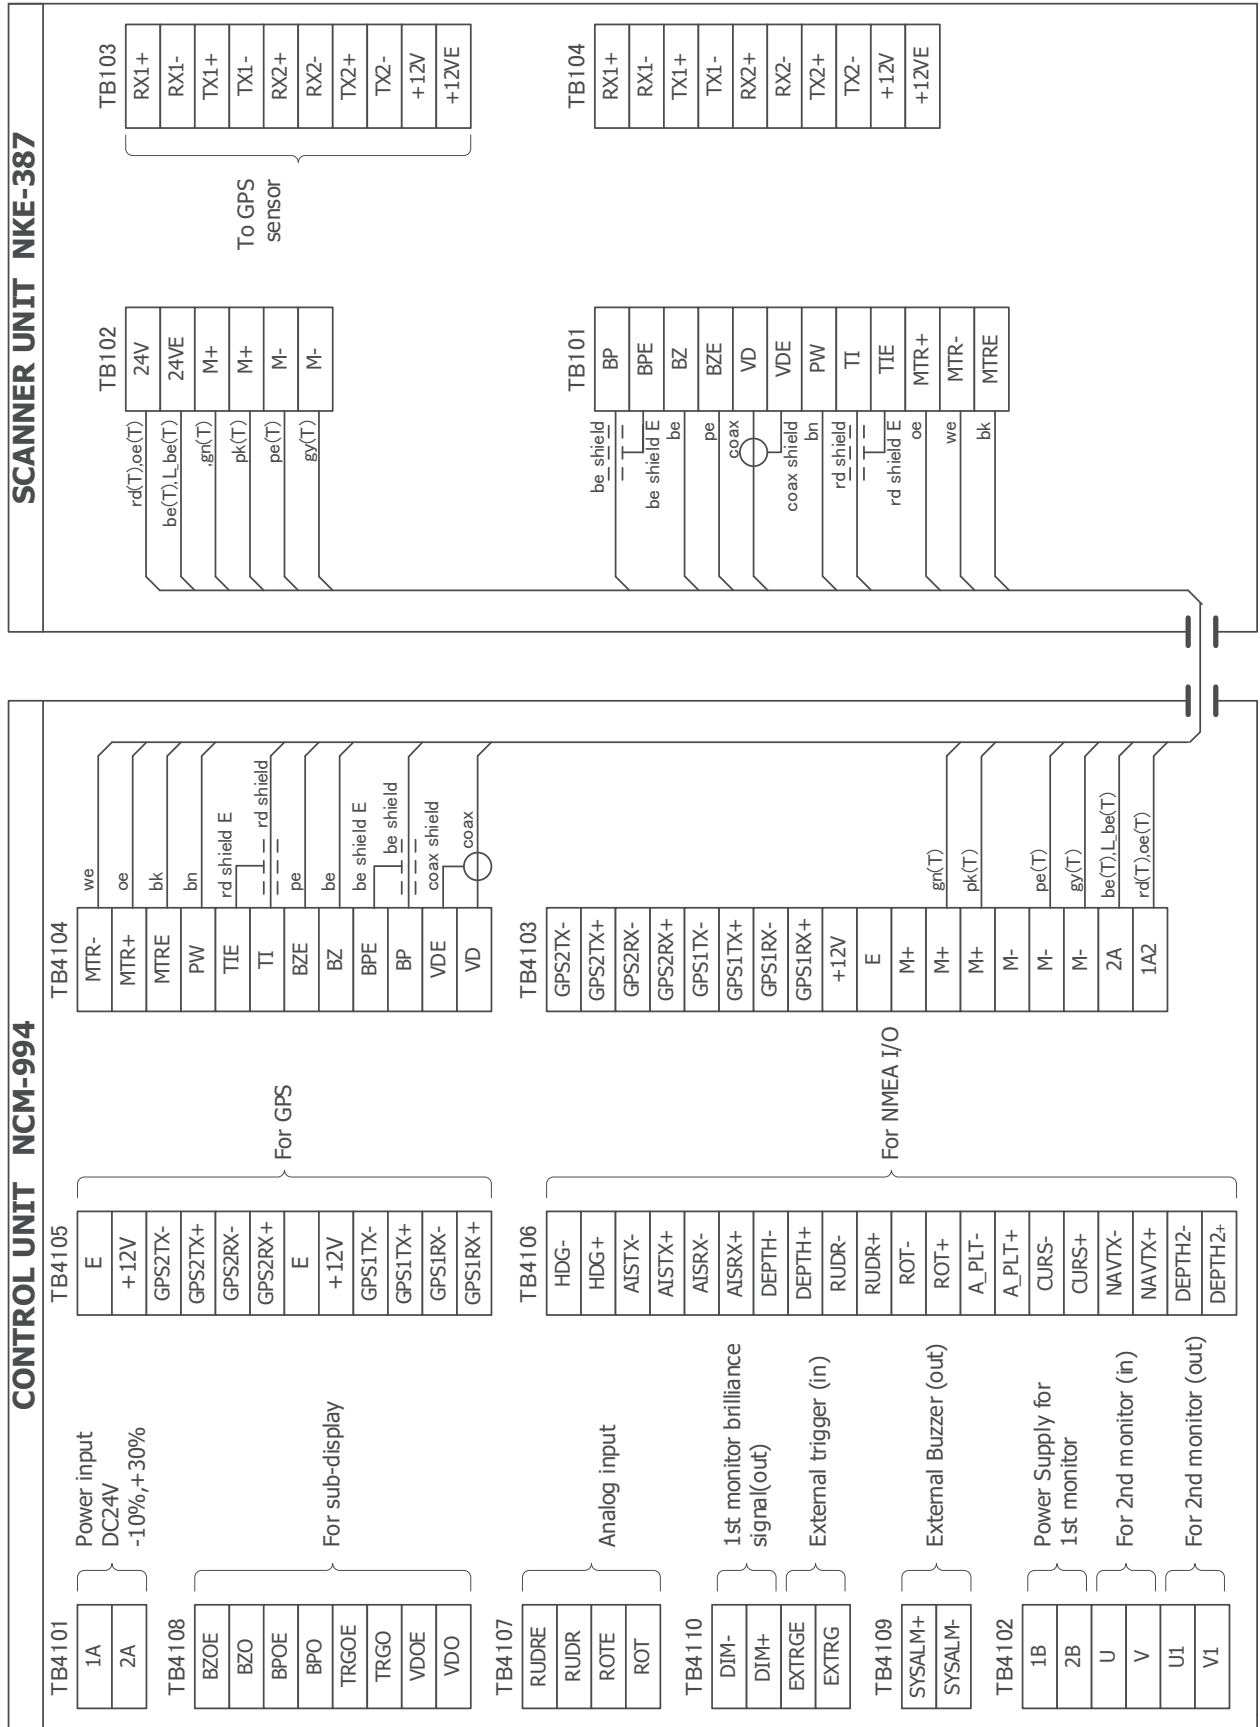 SCANNER UNIT NKE-387
TB102
24V
24VE
M+
M+
M-
M-
rd(T),oe(T)
be(T),L_be(T)
,gn(T)
pk(T)
pe(T)
gy(T)
TB103
RX1+
RX1-
TX1+
TX1-
RX2+
RX2-
TX2+
TX2-
+12V
+12VE
To GPS
sensor
TB101
BP
BPE
BZ
BZE
VD
VDE
PW
TI
TIE
MTR+
MTR-
MTRE
be shield
be shield E
be
pe
coax
coax shield
bn
rd shield
rd shield E
oe
we
bk
TB104
RX1+
RX1-
TX1+
TX1-
RX2+
RX2-
TX2+
TX2-
+12V
+12VE
CONTROL UNIT NCM-994
TB4101
1A
2A
Power input
DC24V
-10%,+30%
TB4108
BZOE
BZO
BPOE
BPO
TRGOE
TRGO
VDOE
VDO
For sub-display
TB4107
RUDRE
RUDR
ROTE
ROT
Analog input
TB4110
DIM-
DIM+
EXTRGE
EXTRG
1st monitor brilliance
signal(out)
External trigger (in)
TB4109
SYSALM+
SYSALM-
External Buzzer (out)
TB4102
1B
2B
U
V
U1
V1
Power Supply for
1st monitor
For 2nd monitor (in)
For 2nd monitor (out)
TB4105
E
+12V
GPS2TX-
GPS2TX+
GPS2RX-
GPS2RX+
E
+12V
GPS1TX-
GPS1TX+
GPS1RX-
GPS1RX+
For GPS
TB4106
HDG-
HDG+
AISTX-
AISTX+
AISRX-
AISRX+
DEPTH-
DEPTH+
RUDR-
RUDR+
ROT-
ROT+
A_PLT-
A_PLT+
CURS-
CURS+
NAVTX-
NAVTX+
DEPTH2-
DEPTH2+
For NMEA I/O
TB4104
MTR-
MTR+
MTRE
PW
TIE
TI
BZE
BZ
BPE
BP
VDE
VD
we
oe
bk
bn
rd shield E
rd shield
pe
be
be shield E
be shield
coax shield
coax
TB4103
GPS2TX-
GPS2TX+
GPS2RX-
GPS2RX+
GPS1TX-
GPS1TX+
GPS1RX-
GPS1RX+
+12V
E
M+
M+
M+
M-
M-
M-
2A
1A2
gn(T)
pk(T)
pe(T)
gy(T)
be(T),L_be(T)
rd(T),oe(T)